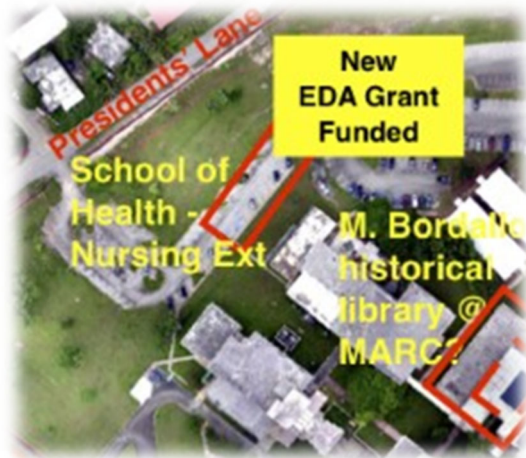 Presidents' Lane
New
EDA Grant
Funded
School of
Health -
Nursing Ext
M. Bordallo
historical
library @
MARC?